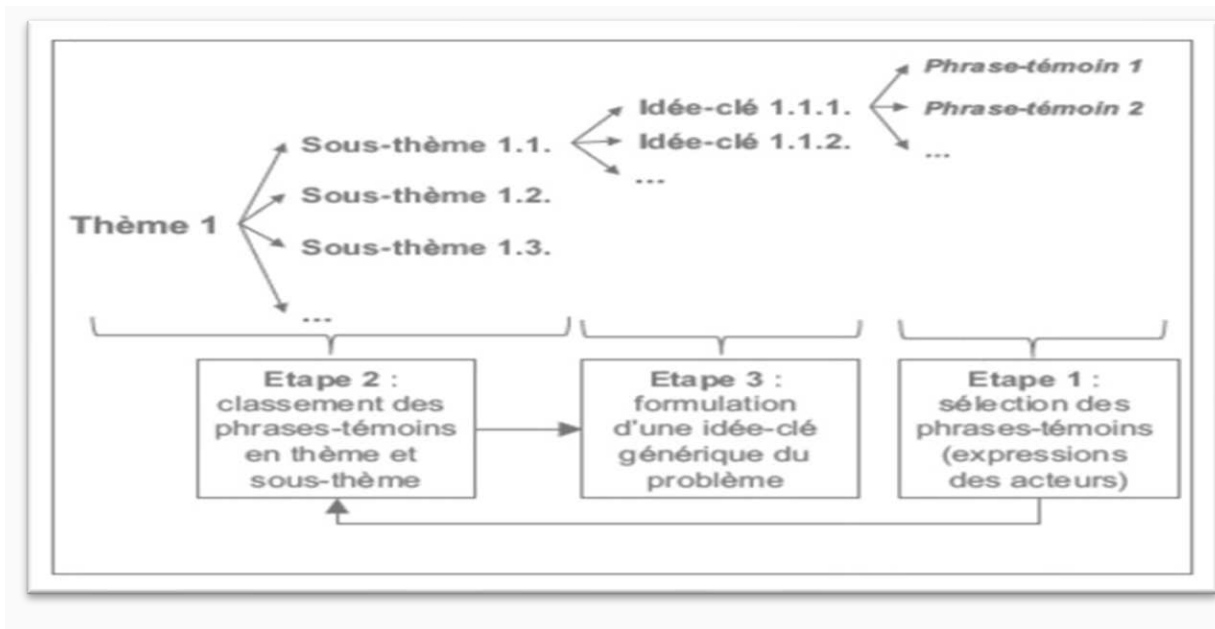 Phrase-témoin 1
Idée-clé 1.1.1.
Phrase-témoin 2
Sous-thème 1.1.
Idée-clé 1.1.2.
...
...
Sous-thème 1.2.
Thème 1
Sous-thème 1.3.
...
Etape 2 :
classement des
phrases-témoins
en thème et
sous-thème
Etape 3 :
formulation
d'une idée-clé
générique du
problème
Etape 1 :
sélection des
phrases-témoins
(expressions
des acteurs)